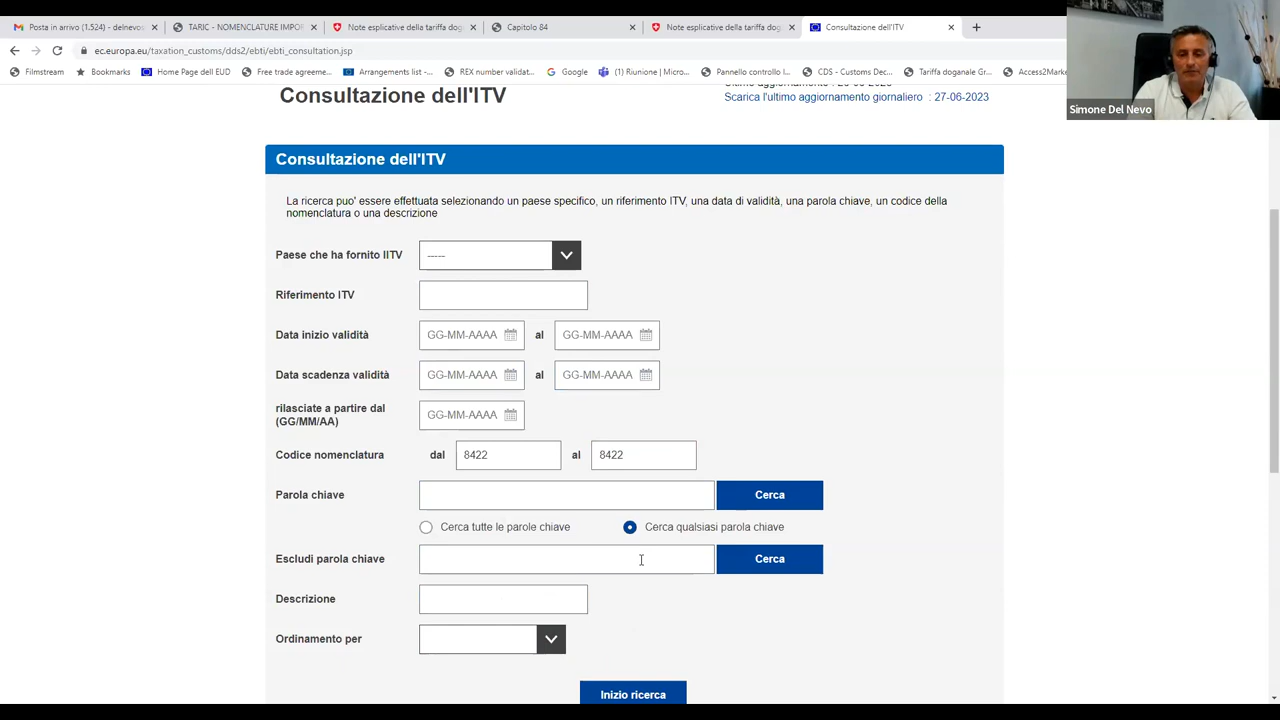 Posta in arrivo (1.524) - delnevos
TARIC - NOMENCLATURE IMPOR
Note esplicative della tariffa dog
Capitolo 84
Note esplicative della tariffa dog
Consultazione dell'ITV
ec.europa.eu/taxation_customs/dds2/ebti/ebti_consultation.jsp
Filmstream
Bookmarks
Home Page dell EUD
Free trade agreeme...
Arrangements list -...
REX number validat...
Google
(1) Riunione | Micro...
Pannello controllo I...
CDS - Customs Dec...
Tariffa doganale Gr...
Access2Marke
Simone Del Nevo
Consultazione dell'ITV
Scarica l'ultimo aggiornamento giornaliero : 27-06-2023
Consultazione dell'ITV
La ricerca puo' essere effettuata selezionando un paese specifico, un riferimento ITV, una data di validità, una parola chiave, un codice della
nomenclatura o una descrizione
Paese che ha fornito lITV
-----
Riferimento ITV
Data inizio validità GG-MM-AAAA al GG-MM-AAAA
Data scadenza validità GG-MM-AAAA al GG-MM-AAAA
rilasciate a partire dal
(GG/MM/AA)
GG-MM-AAAA
Codice nomenclatura dal 8422 al 8422
Parola chiave Cerca
Cerca tutte le parole chiave Cerca qualsiasi parola chiave
Escludi parola chiave Cerca
Descrizione
Ordinamento per
Inizio ricerca